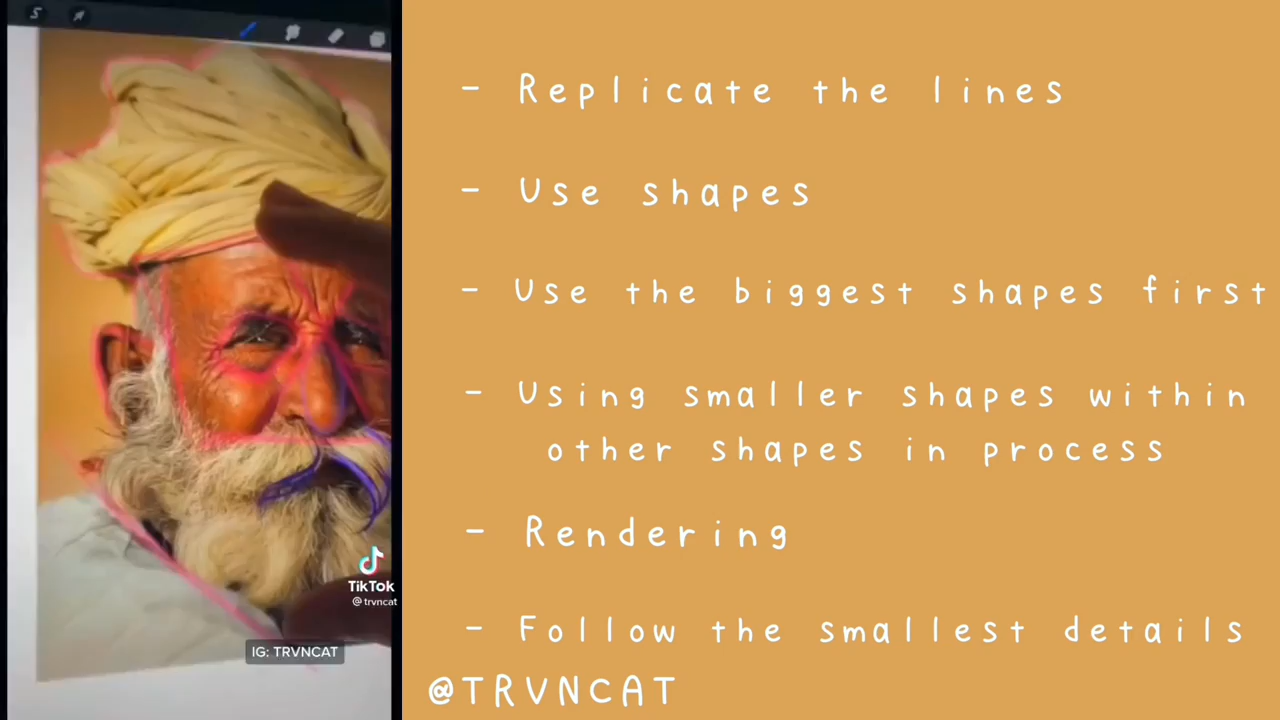 TikTok
@trvncat
IG: TRVNCAT
- Replicate the lines
- Use shapes
- Use the biggest shapes first
- Using smaller shapes within
other shapes in process
- Rendering
- Follow the smallest details
@TRVNCAT